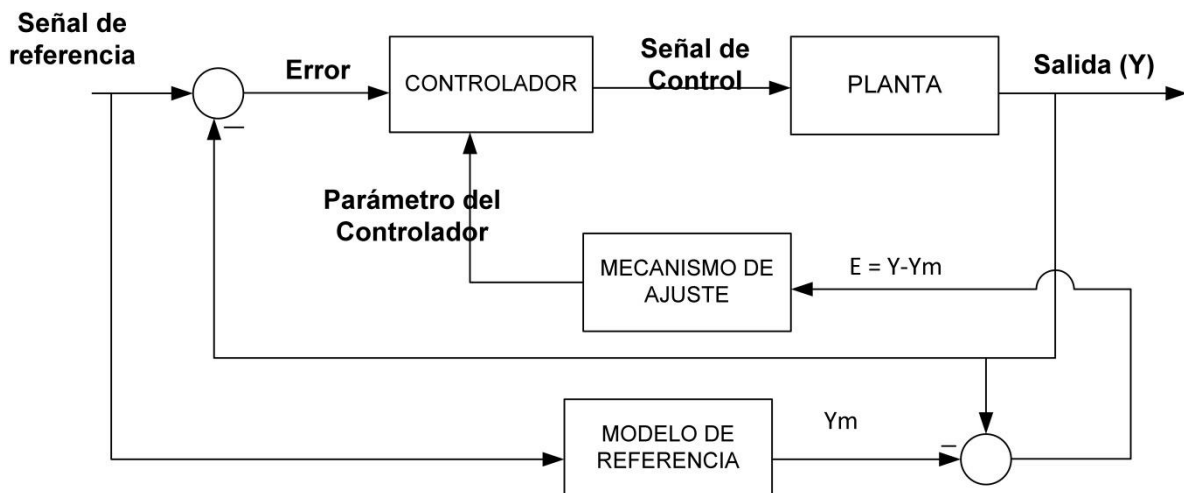 Señal de
referencia
Error
CONTROLADOR
Señal de
Control
PLANTA
Salida (Y)
–
Parámetro del
Controlador
MECANISMO DE
AJUSTE
E = Y-Ym
MODELO DE
REFERENCIA
Ym
–